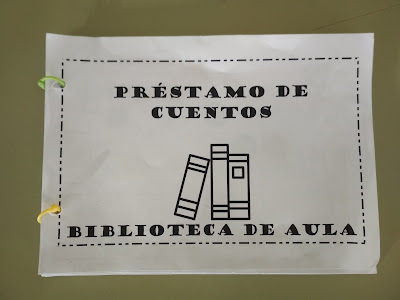 PRÉSTAMO DE
CUENTOS
BIBLIOTECA DE AULA